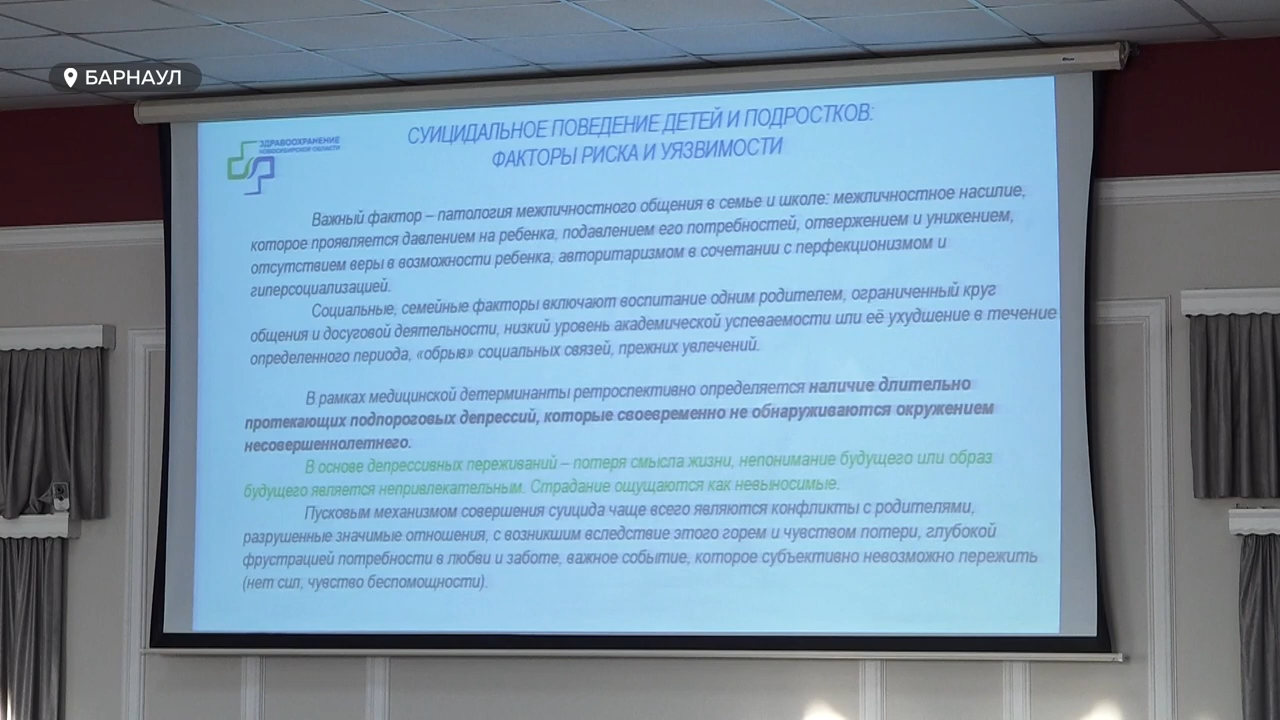 БАРНАУЛ
ЗДРАВООХРАНЕНИЕ
НОВОСИБИРСКОЙ ОБЛАСТИ
СУИЦИДАЛЬНОЕ ПОВЕДЕНИЕ ДЕТЕЙ И ПОДРОСТКОВ:
ФАКТОРЫ РИСКА И УЯЗВИМОСТИ
Важный фактор – патология межличностного общения в семье и школе: межличностное насилие,
которое проявляется давлением на ребенка, подавлением его потребностей, отвержением и унижением,
отсутствием веры в возможности ребенка, авторитаризмом в сочетании с перфекционизмом и
гиперсоциализацией.
Социальные, семейные факторы включают воспитание одним родителем, ограниченный круг
общения и досуговой деятельности, низкий уровень академической успеваемости или её ухудшение в течение
определенного периода, «обрыв» социальных связей, прежних увлечений.
В рамках медицинской детерминанты ретроспективно определяется наличие длительно
протекающих подпороговых депрессий, которые своевременно не обнаруживаются окружением
несовершеннолетнего.
В основе депрессивных переживаний – потеря смысла жизни, непонимание будущего или образ
будущего является непривлекательным. Страдание ощущаются как невыносимые.
Пусковым механизмом совершения суицида чаще всего являются конфликты с родителями,
разрушенные значимые отношения, с возникшим вследствие этого горем и чувством потери, глубокой
фрустрацией потребности в любви и заботе, важное событие, которое субъективно невозможно пережить
(нет сил, чувство беспомощности).